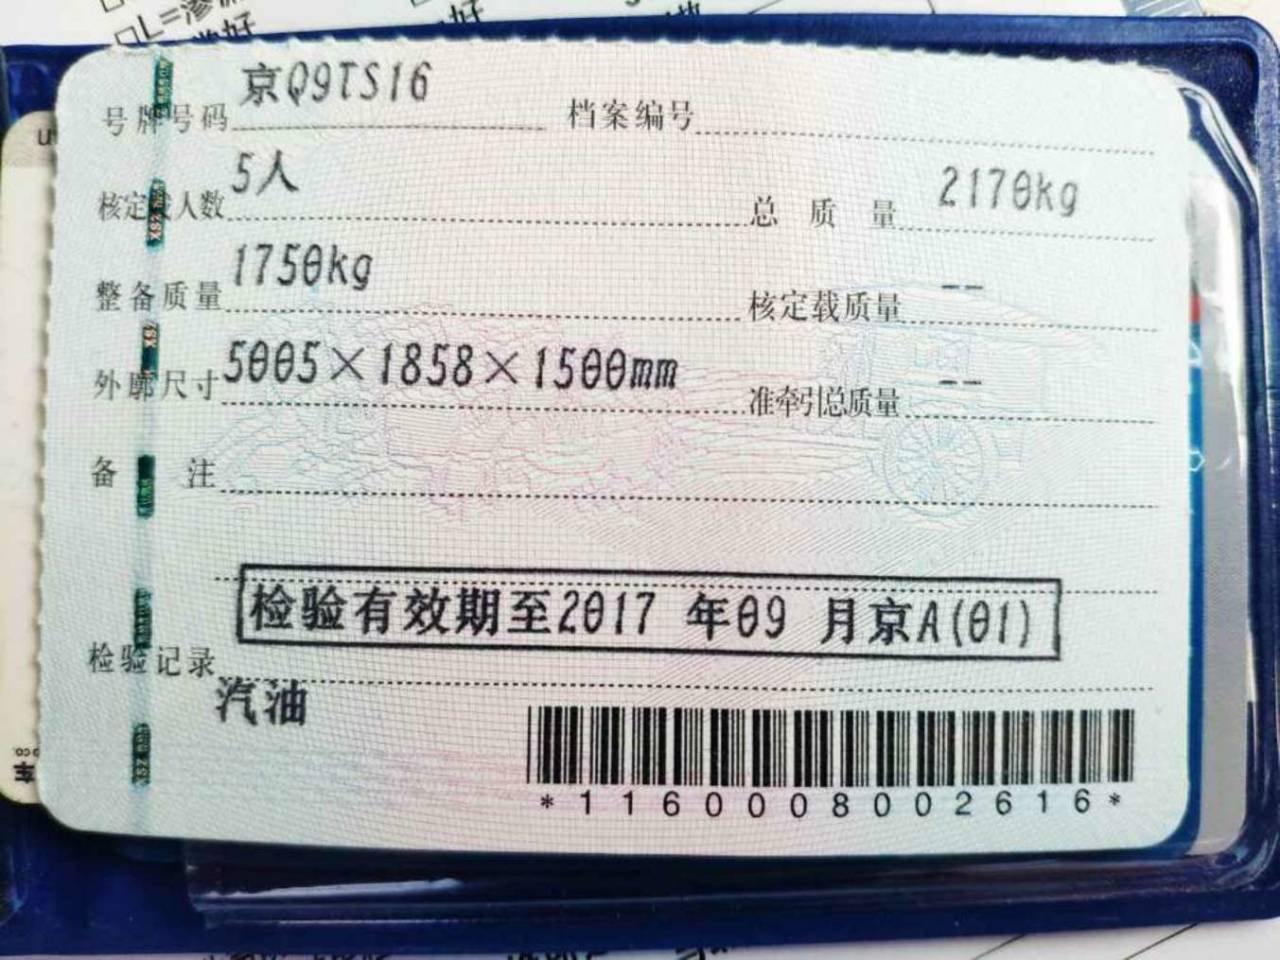 号牌号码 京Q9TS16 档案编号
核定载人数 5人 总质量 2170kg
整备质量 1750kg 核定载质量 --
外廓尺寸 5005×1858×1500mm 准牵引总质量 --
备注
检验有效期至2017 年09 月京A(01)
检验记录
汽油
*1160008002616*